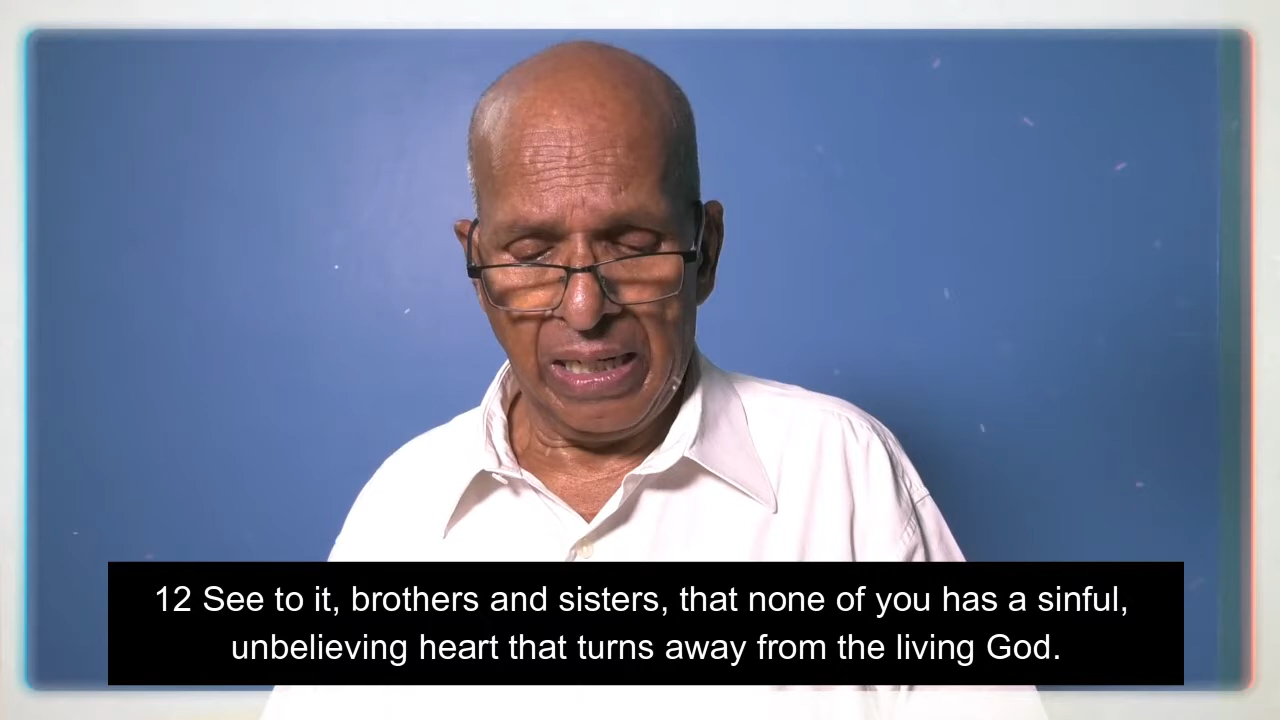 12 See to it, brothers and sisters, that none of you has a sinful,
unbelieving heart that turns away from the living God.